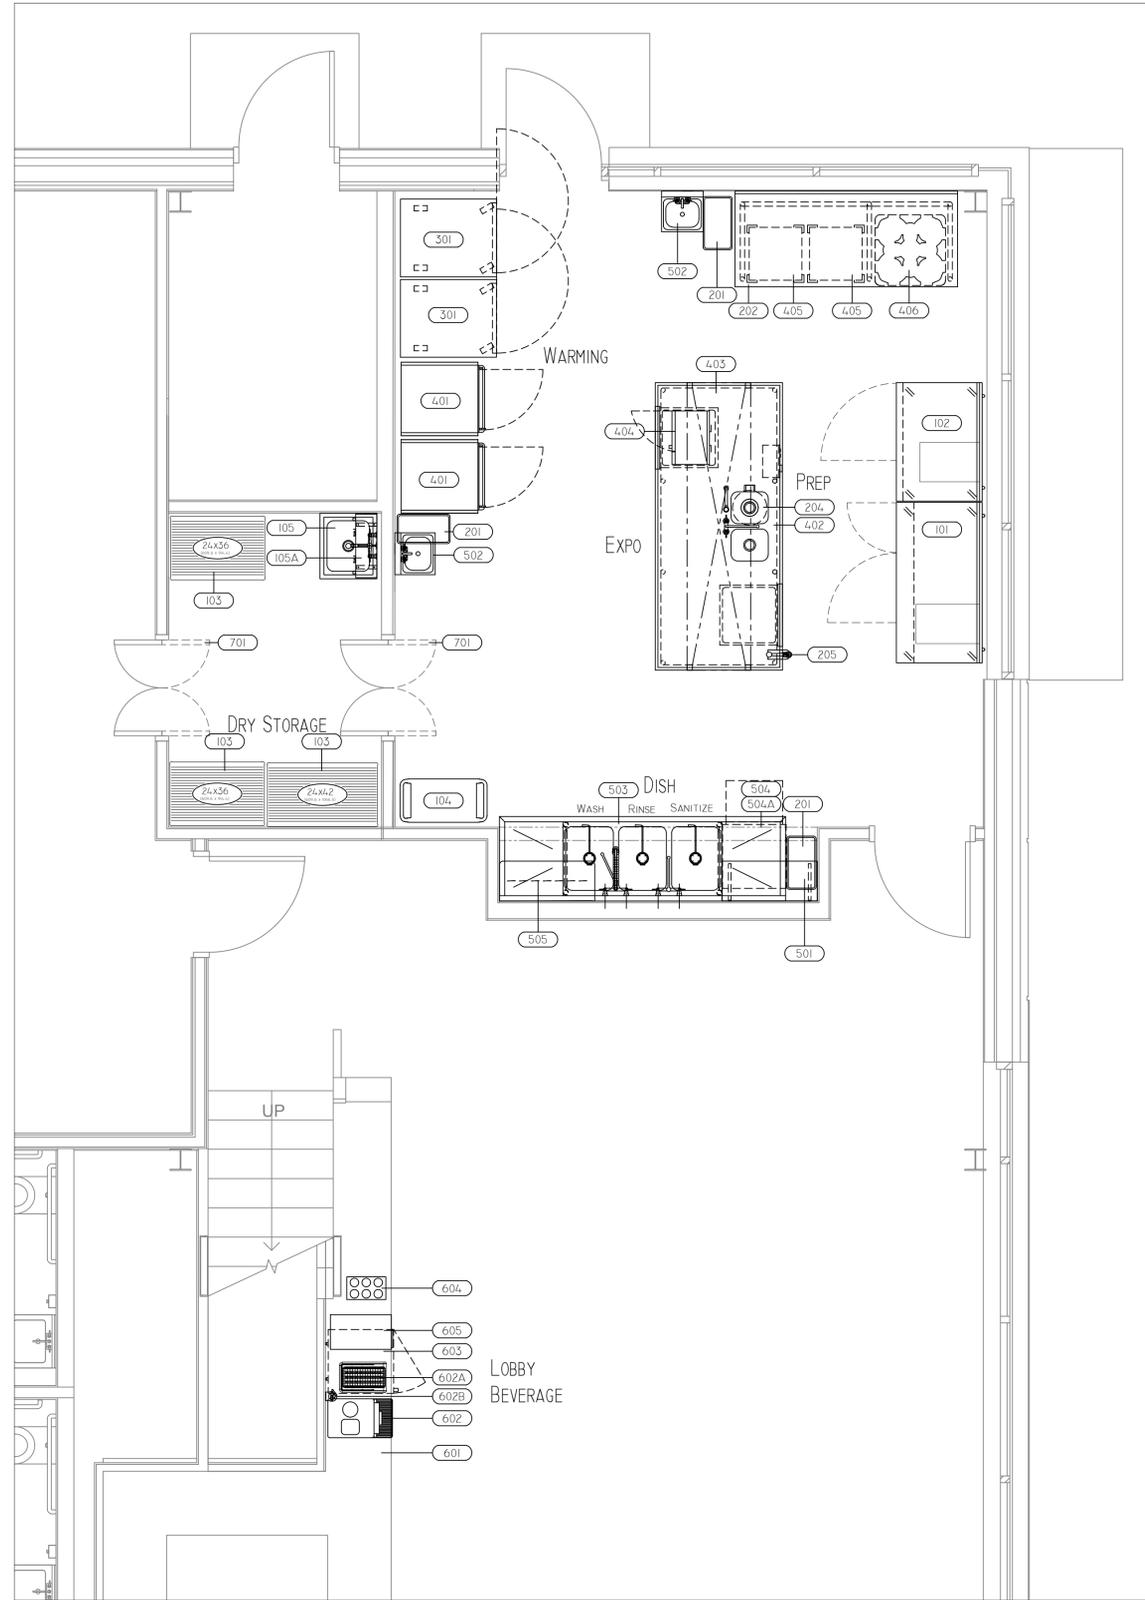 301
502
201
202
405
405
406
301
WARMING
403
401
404
102
PREP
401
204
101
105
201
402
24x36
EXPO
105A
502
103
701
701
205
DRY STORAGE
103
103
DISH
503
504
24x36
24x42
104
WASH
RINSE
SANITIZE
504A
201
505
501
UP
604
605
603
LOBBY
602A
BEVERAGE
602B
602
601